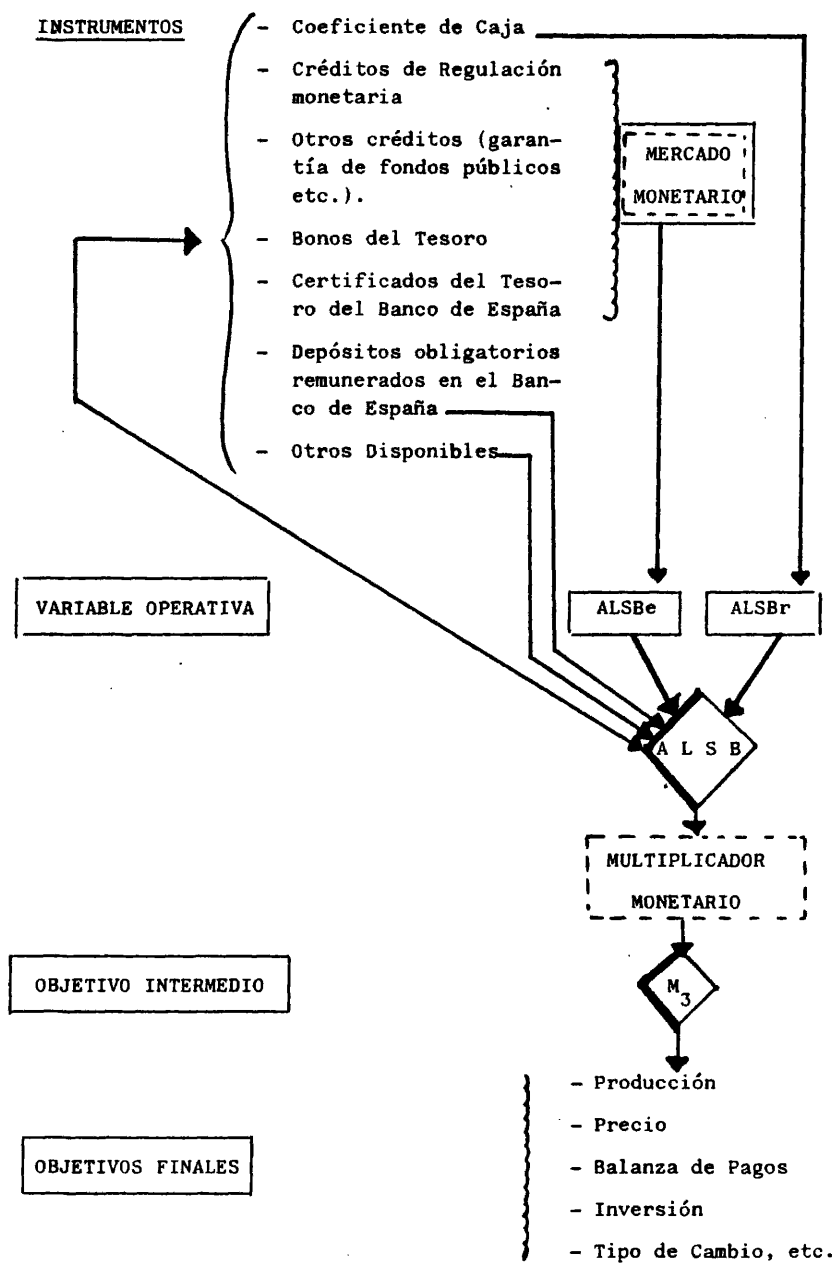 INSTRUMENTOS
- Coeficiente de Caja
- Créditos de Regulación
monetaria
- Otros créditos (garan-
tía de fondos públicos
etc.).
- Bonos del Tesoro
- Certificados del Teso-
ro del Banco de España
- Depósitos obligatorios
remunerados en el Ban-
co de España
- Otros Disponibles
MERCADO
MONETARIO
VARIABLE OPERATIVA
ALSBe
ALSBr
A L S B
MULTIPLICADOR
MONETARIO
OBJETIVO INTERMEDIO
M3
OBJETIVOS FINALES
- Producción
- Precio
- Balanza de Pagos
- Inversión
- Tipo de Cambio, etc.